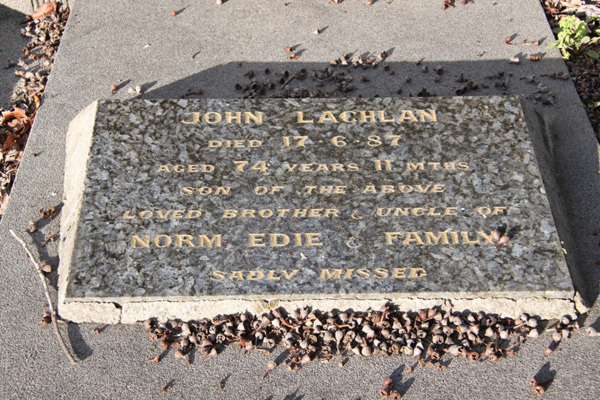 JOHN LACHLAN
DIED 17·6·87
AGED 74 YEARS 11 MTHS
SON OF THE ABOVE
LOVED BROTHER & UNCLE OF
NORM, EDIE & FAMILY
SADLY MISSED